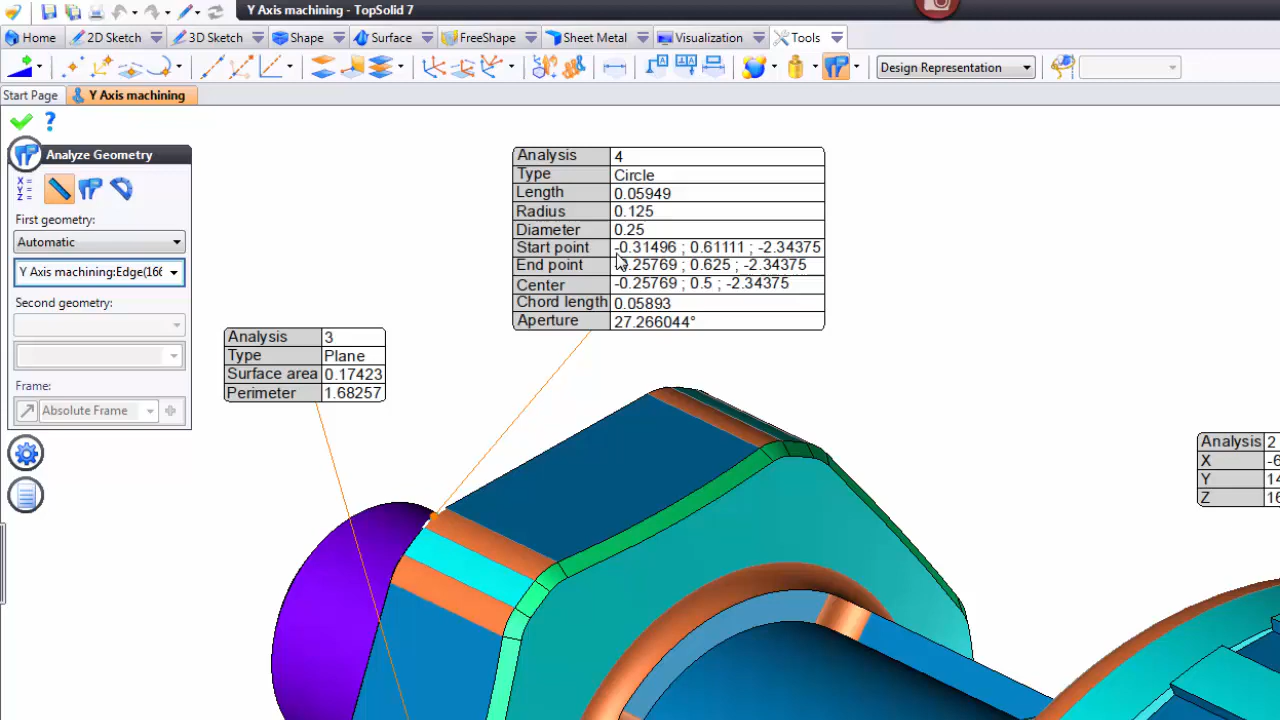 Y Axis machining - TopSolid 7
Home 2D Sketch 3D Sketch Shape Surface FreeShape Sheet Metal Visualization Tools
Design Representation
Start Page Y Axis machining
Analyze Geometry
X =
Y =
Z =
First geometry:
Automatic
Y Axis machining:Edge(166
Second geometry:
Frame:
Absolute Frame
Analysis 4
Type Circle
Length 0.05949
Radius 0.125
Diameter 0.25
Start point -0.31496 ; 0.61111 ; -2.34375
End point -0.25769 ; 0.625 ; -2.34375
Center -0.25769 ; 0.5 ; -2.34375
Chord length 0.05893
Aperture 27.266044°
Analysis 3
Type Plane
Surface area 0.17423
Perimeter 1.68257
Analysis 2
X -6
Y 14
Z 16